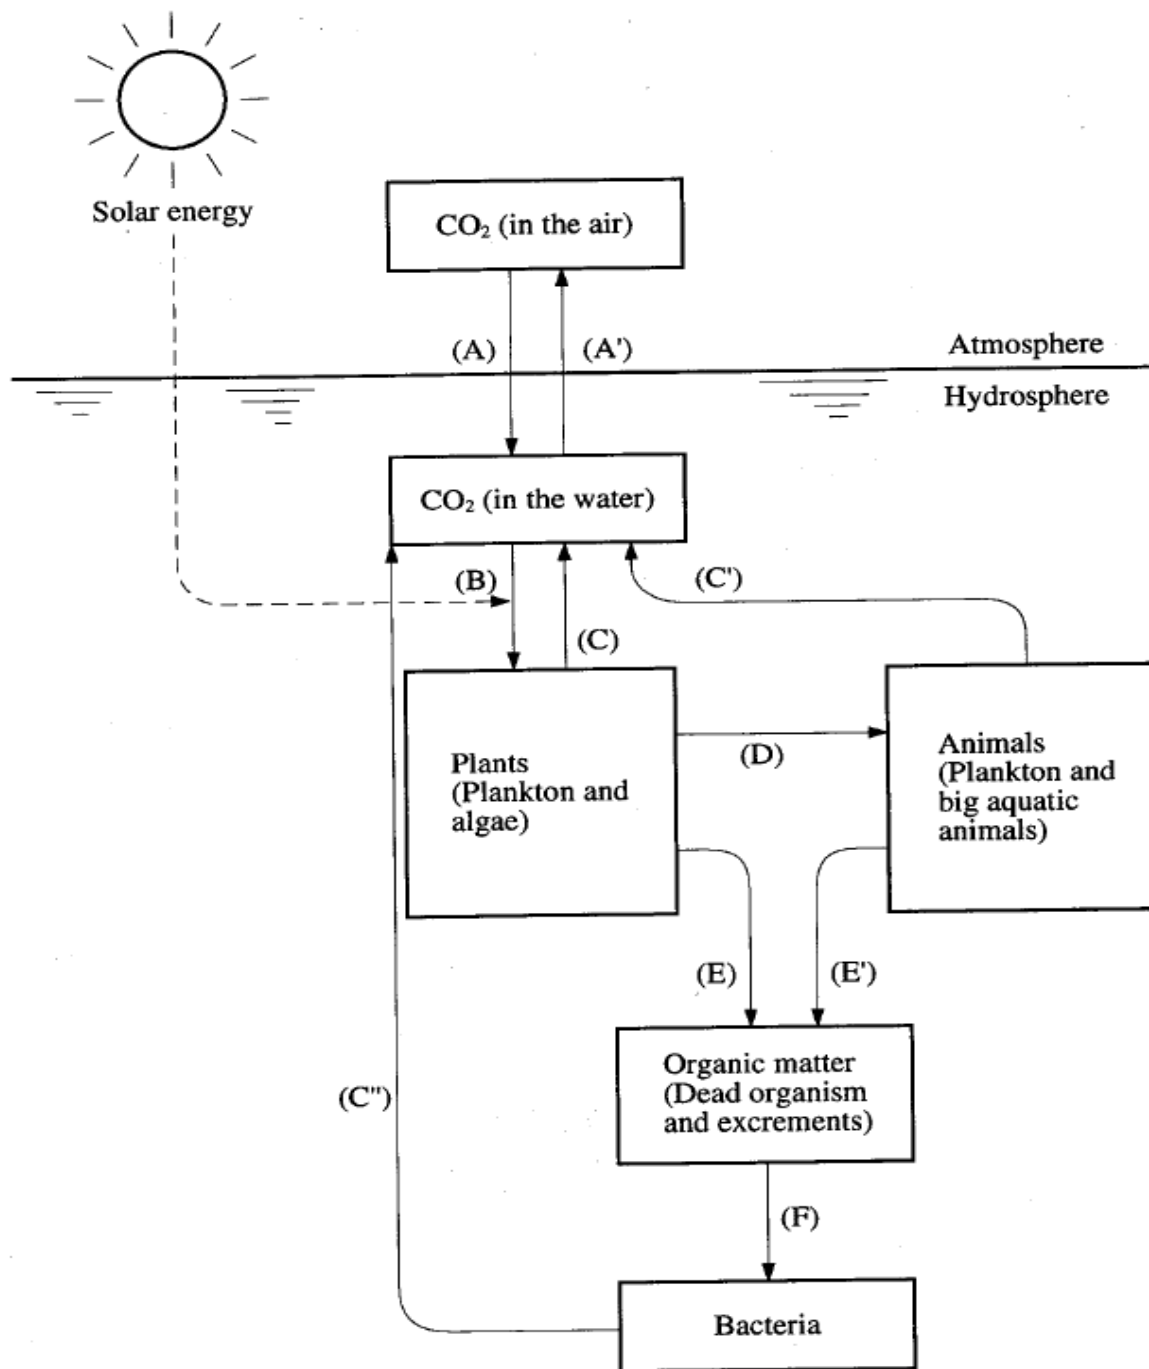 Solar energy
CO₂ (in the air)
(A)
(A')
Atmosphere
Hydrosphere
CO₂ (in the water)
(B)
(C')
(C)
Plants
(Plankton and
algae)
(D)
Animals
(Plankton and
big aquatic
animals)
(E)
(E')
Organic matter
(Dead organism
and excrements)
(C'')
(F)
Bacteria